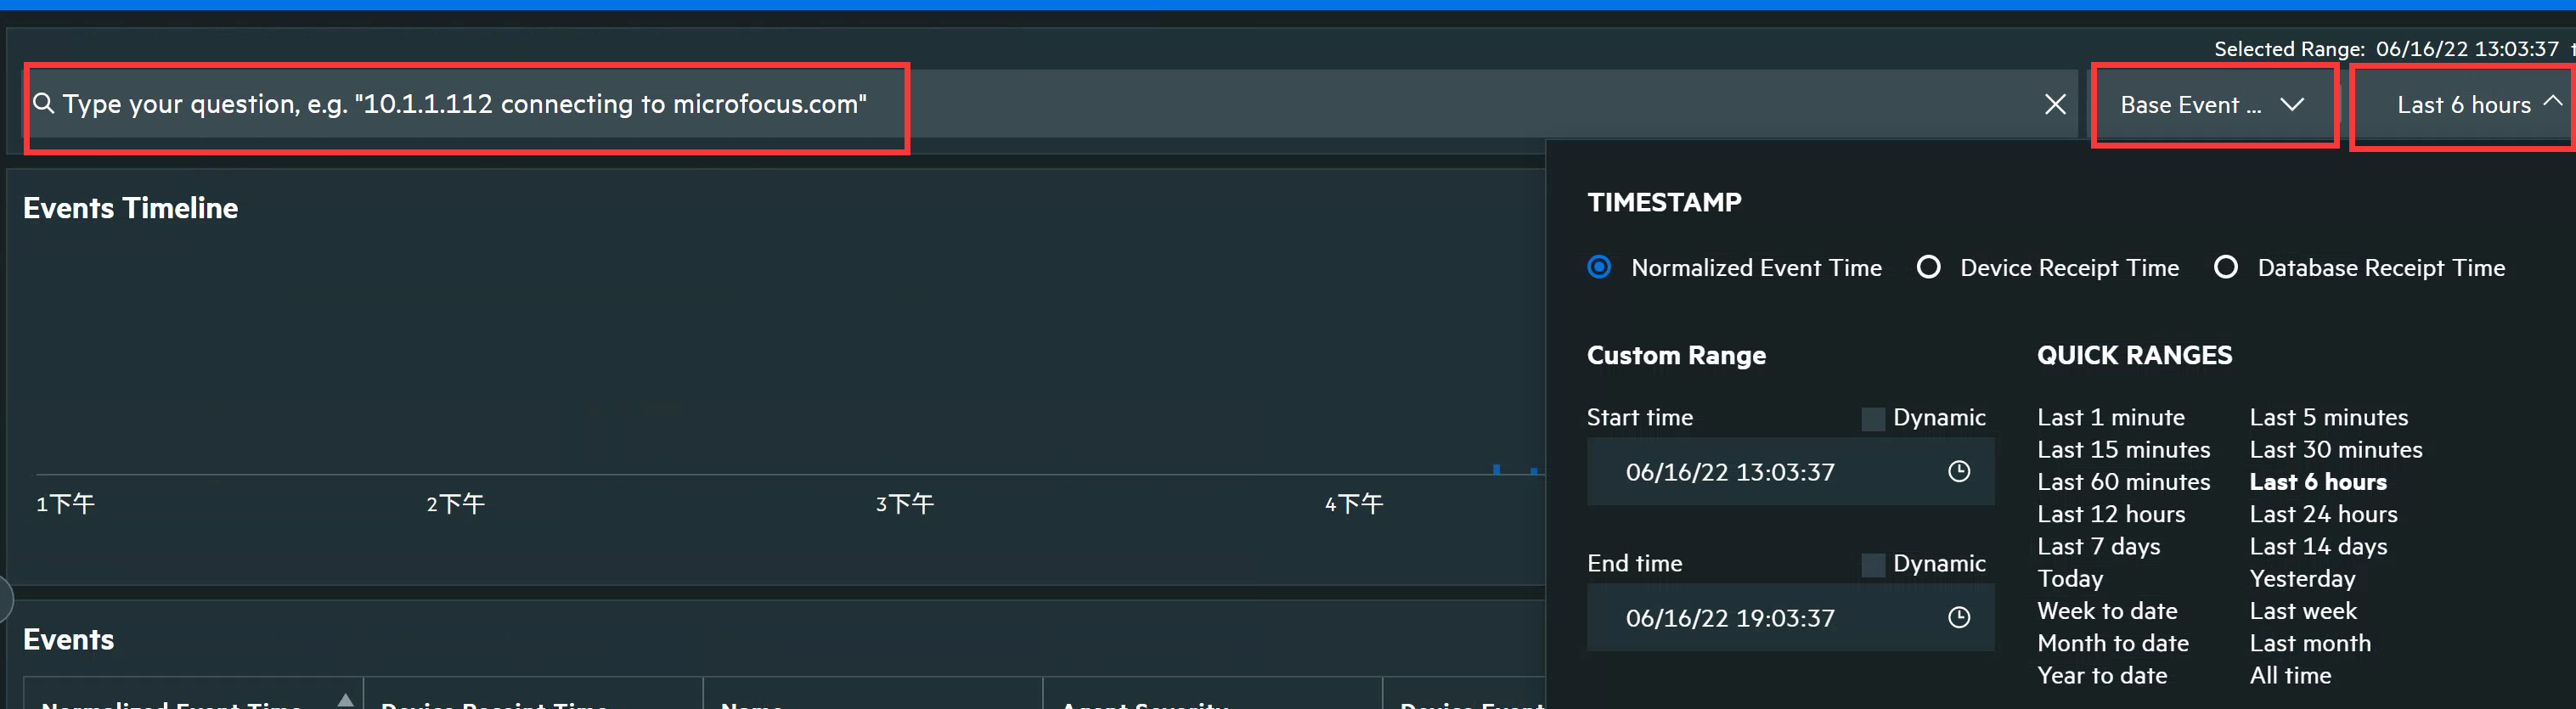 Selected Range: 06/16/22 13:03:37
Type your question, e.g. "10.1.1.112 connecting to microfocus.com"
Base Event ...
Last 6 hours
Events Timeline
1下午
2下午
3下午
4下午
TIMESTAMP
Normalized Event Time
Device Receipt Time
Database Receipt Time
Custom Range
Start time
Dynamic
06/16/22 13:03:37
End time
Dynamic
06/16/22 19:03:37
QUICK RANGES
Last 1 minute
Last 5 minutes
Last 15 minutes
Last 30 minutes
Last 60 minutes
Last 6 hours
Last 12 hours
Last 24 hours
Last 7 days
Last 14 days
Today
Yesterday
Week to date
Last week
Month to date
Last month
Year to date
All time
Events
Normalized Event Time
Device Receipt Time
Name
Agent Severity
Device Event